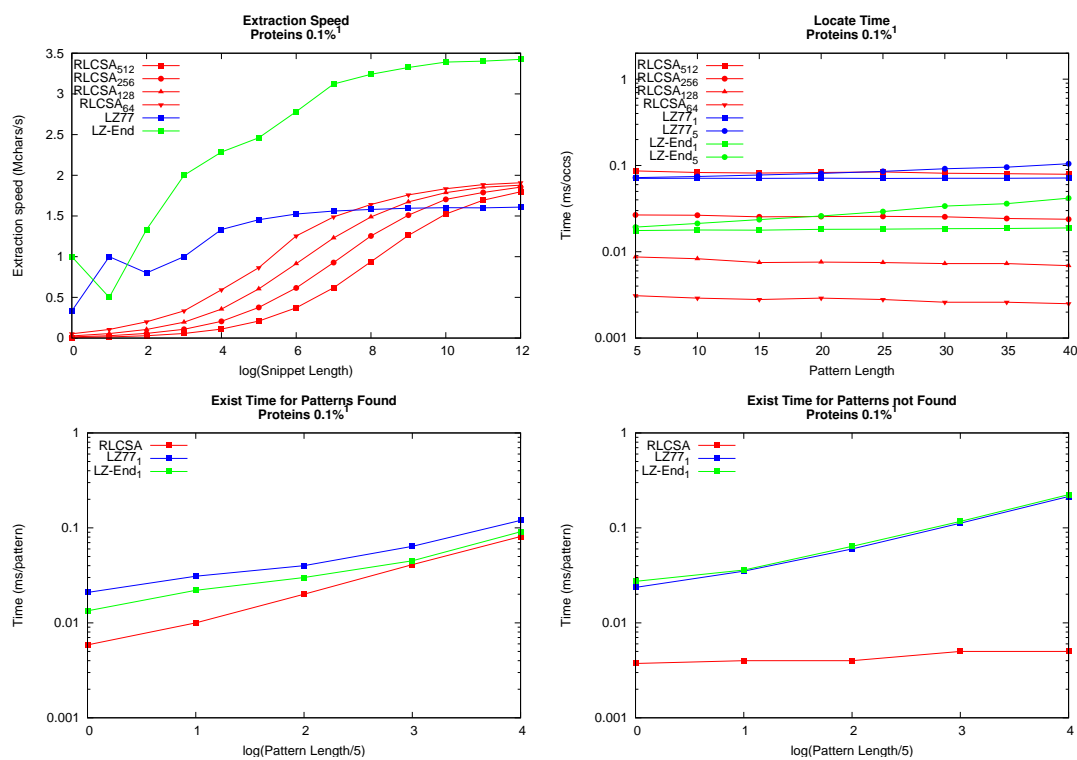 Extraction Speed
Proteins 0.1%1
Extraction speed (Mchars/s)
3.5
3
2.5
2
1.5
1
0.5
0
RLCSA512
RLCSA256
RLCSA128
RLCSA64
LZ77
LZ-End
0 2 4 6 8 10 12
log(Snippet Length)
Locate Time
Proteins 0.1%1
Time (ms/occs)
1
0.1
0.01
0.001
RLCSA512
RLCSA256
RLCSA128
RLCSA64
LZ771
LZ775
LZ-End1
LZ-End5
5 10 15 20 25 30 35 40
Pattern Length
Exist Time for Patterns Found
Proteins 0.1%1
Time (ms/pattern)
1
0.1
0.01
0.001
RLCSA
LZ771
LZ-End1
0 1 2 3 4
log(Pattern Length/5)
Exist Time for Patterns not Found
Proteins 0.1%1
Time (ms/pattern)
1
0.1
0.01
0.001
RLCSA
LZ771
LZ-End1
0 1 2 3 4
log(Pattern Length/5)